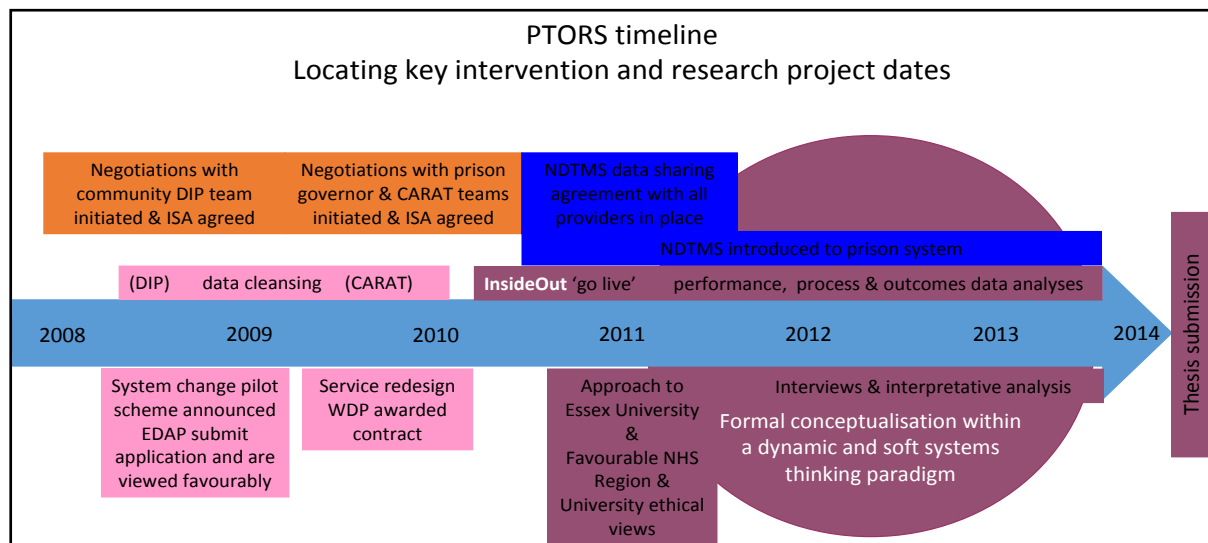 PTORS timeline
Locating key intervention and research project dates
Negotiations with
community DIP team
initiated & ISA agreed
Negotiations with prison
governor & CARAT teams
initiated & ISA agreed
NDTMS data sharing
agreement with all
providers in place
NDTMS introduced to prison system
(DIP) data cleansing (CARAT)
InsideOut ‘go live’ performance, process & outcomes data analyses
2008 2009 2010 2011 2012 2013 2014
Thesis submission
System change pilot
scheme announced
EDAP submit
application and are
viewed favourably
Service redesign
WDP awarded
contract
Approach to
Essex University
&
Favourable NHS
Region &
University ethical
views
Interviews & interpretative analysis
Formal conceptualisation within
a dynamic and soft systems
thinking paradigm